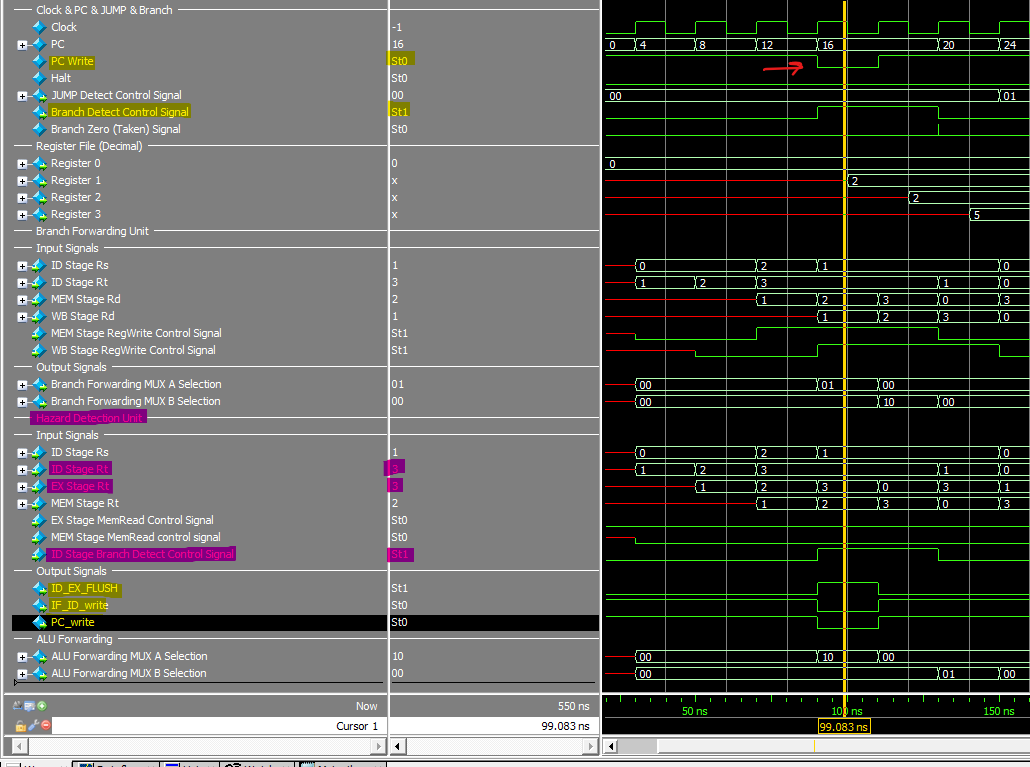 Clock & PC & JUMP & Branch
Clock -1
PC 16 0 4 8 12 16 20 24
PC Write St0
Halt St0
JUMP Detect Control Signal 00 00 01
Branch Detect Control Signal St1
Branch Zero (Taken) Signal St0
Register File (Decimal)
Register 0 0 0
Register 1 x 2
Register 2 x 2
Register 3 x 5
Branch Forwarding Unit
Input Signals
ID Stage Rs 1 0 2 1 0
ID Stage Rt 3 1 2 3 1 0
MEM Stage Rd 2 1 2 3 0 3
WB Stage Rd 1 1 2 3 0
MEM Stage RegWrite Control Signal St1
WB Stage RegWrite Control Signal St1
Output Signals
Branch Forwarding MUX A Selection 01 00 01 00
Branch Forwarding MUX B Selection 00 00 10 00
Hazard Detection Unit
Input Signals
ID Stage Rs 1 0 2 1 0
ID Stage Rt 3 1 2 3 1 0
EX Stage Rt 3 1 2 3 0 3 1
MEM Stage Rt 2 1 2 3 0 3
EX Stage MemRead Control Signal St0
MEM Stage MemRead control signal St0
ID Stage Branch Detect Control Signal St1
Output Signals
ID_EX_FLUSH St1
IF_ID_write St0
PC_write St0
ALU Forwarding
ALU Forwarding MUX A Selection 10 00 10 00
ALU Forwarding MUX B Selection 00 00 01 00
Now 550 ns 50 ns 100 ns 150 ns
Cursor 1 99.083 ns 99.083 ns